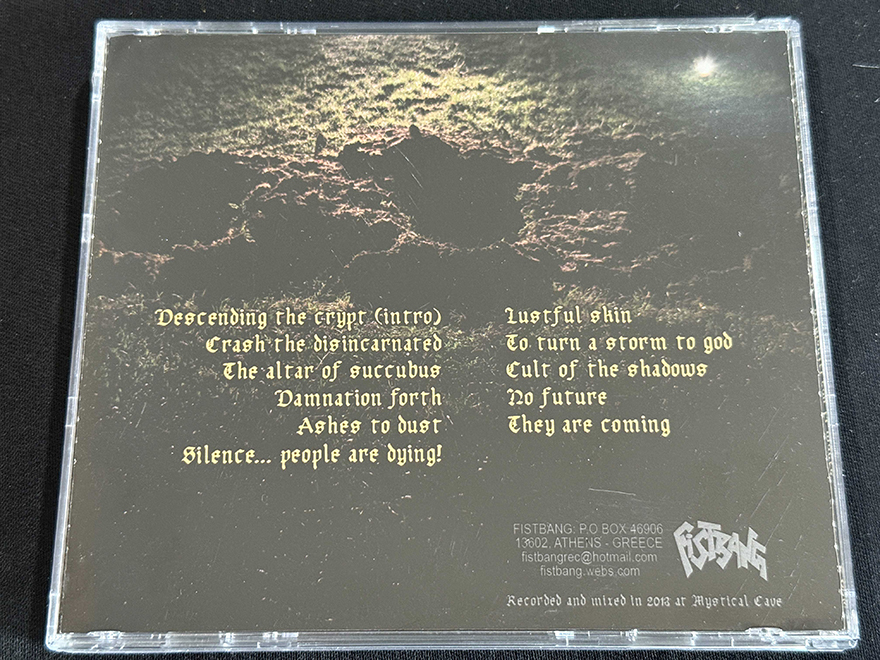 Descending the crypt (intro)
Crash the disincarnated
The altar of succubus
Damnation forth
Ashes to dust
Silence... people are dying!
Lustful skin
To turn a storm to god
Cult of the shadows
No future
They are coming
FISTBANG: P.O BOX 46906
13602, ATHENS - GREECE
fistbangrec@hotmail.com
fistbang.webs.com
FISTBANG
Recorded and mixed in 2013 at Mystical Cave